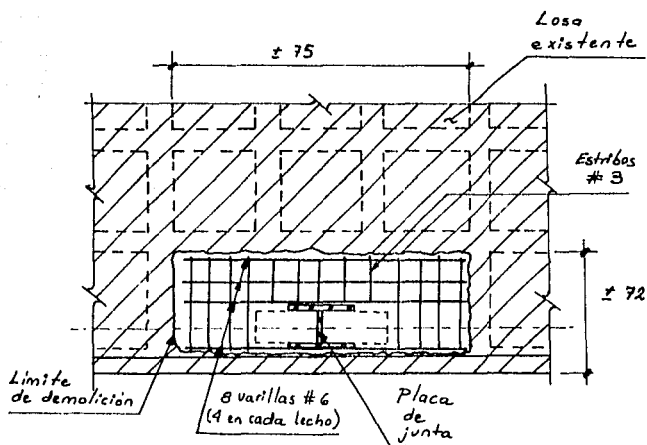 Losa
existente
± 75
Estribos
# 3
± 72
Límite
de demolición
8 varillas # 6
(4 en cada lecho)
Placa
de
junta